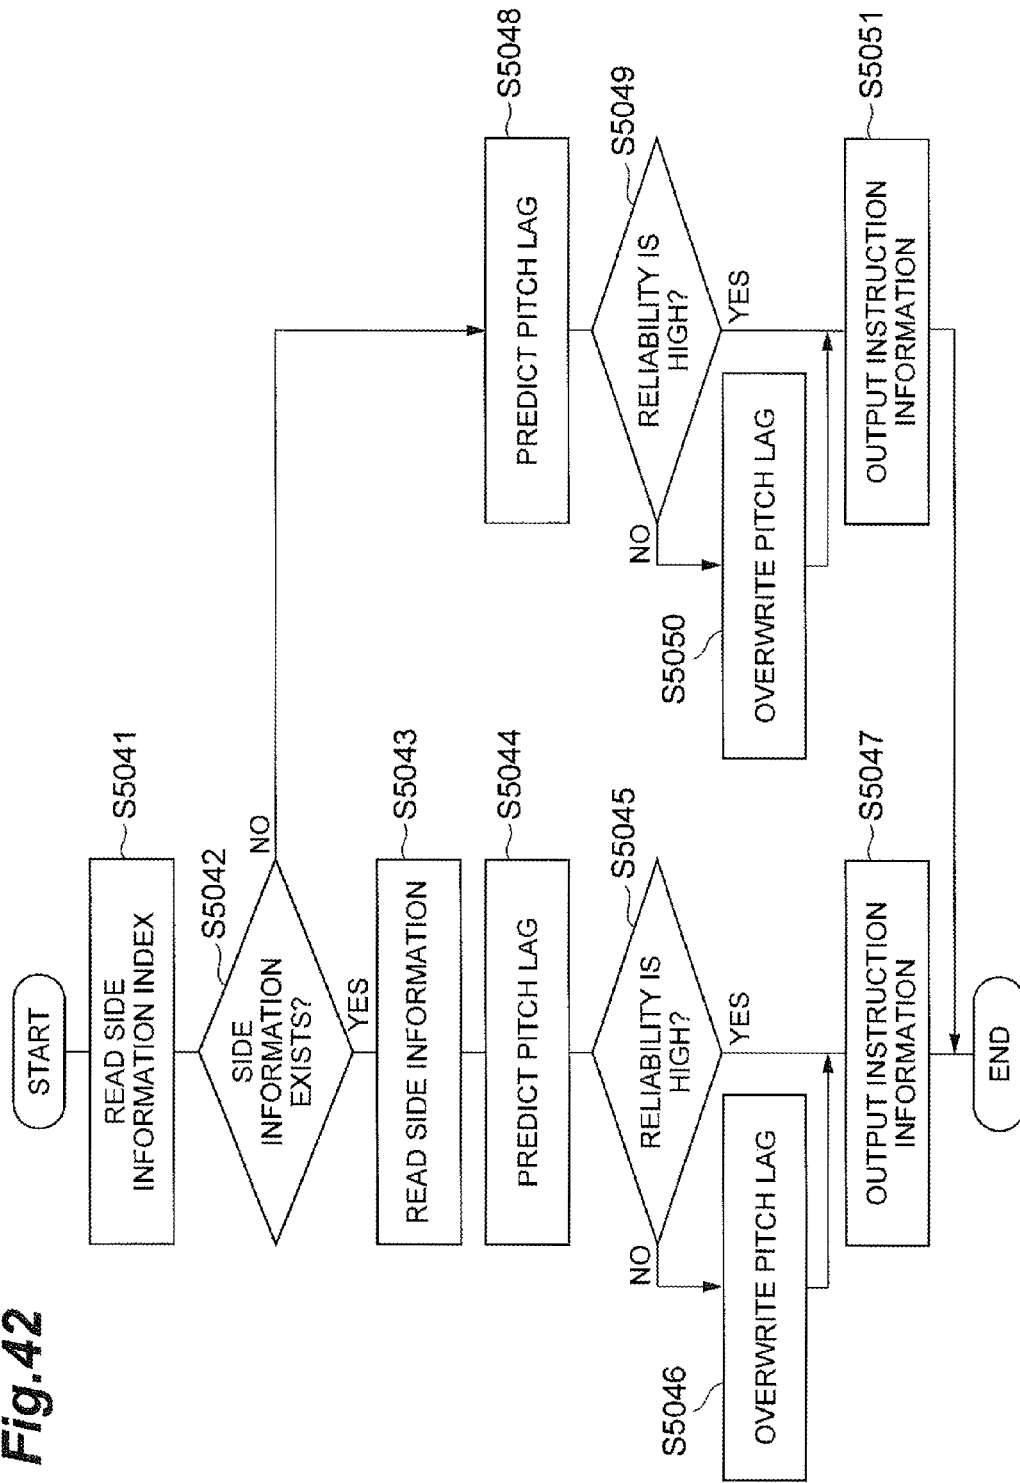 Fig.42
START
READ SIDE
INFORMATION INDEX
S5041
SIDE
INFORMATION
EXISTS?
S5042
NO
YES
READ SIDE INFORMATION
S5043
PREDICT PITCH LAG
S5044
RELIABILITY IS
HIGH?
S5045
NO
YES
S5046
OVERWRITE PITCH LAG
OUTPUT INSTRUCTION
INFORMATION
S5047
PREDICT PITCH LAG
S5048
RELIABILITY IS
HIGH?
S5049
NO
YES
S5050
OVERWRITE PITCH LAG
OUTPUT INSTRUCTION
INFORMATION
S5051
END